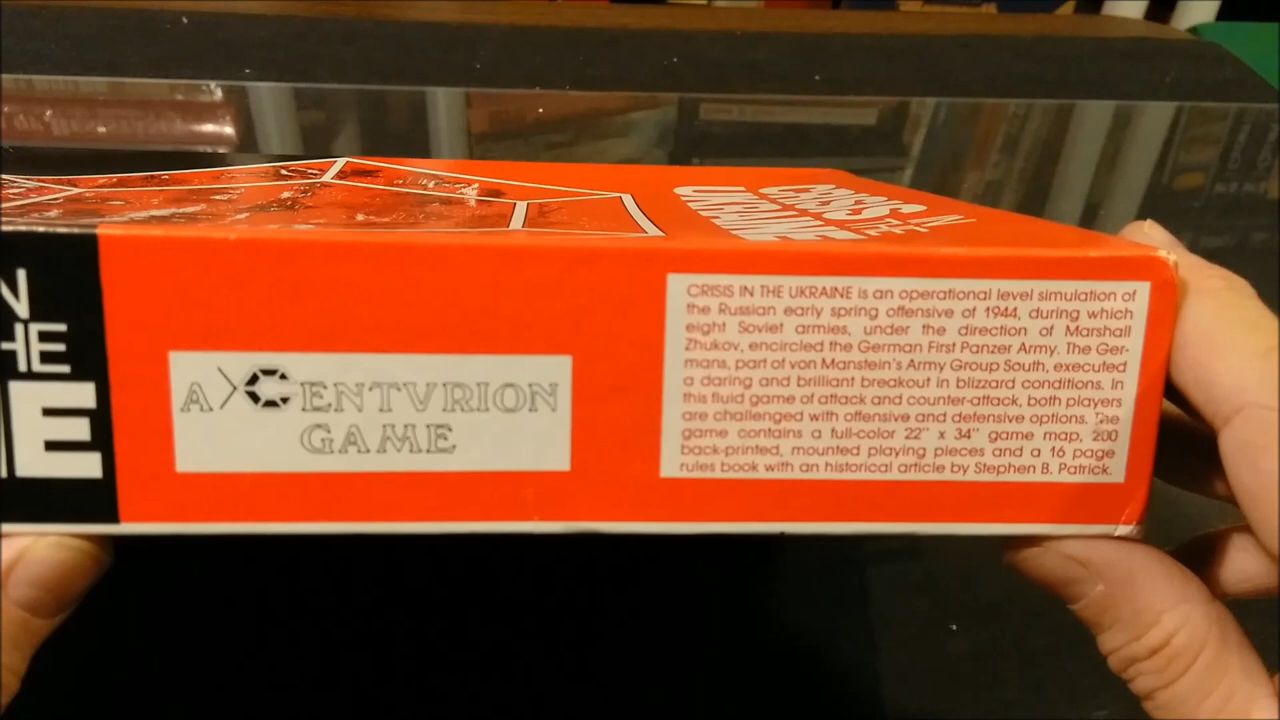 CRISIS IN THE
UKRAINE
N
HE
E
A CENTVRION
GAME
CRISIS IN THE UKRAINE is an operational level simulation of
the Russian early spring offensive of 1944, during which
eight Soviet armies, under the direction of Marshall
Zhukov, encircled the German First Panzer Army. The Ger-
mans, part of von Manstein's Army Group South, executed
a daring and brilliant breakout in blizzard conditions. In
this fluid game of attack and counter-attack, both players
are challenged with offensive and defensive options. The
game contains a full-color 22" x 34" game map, 200
back-printed, mounted playing pieces and a 16 page
rules book with an historical article by Stephen B. Patrick.